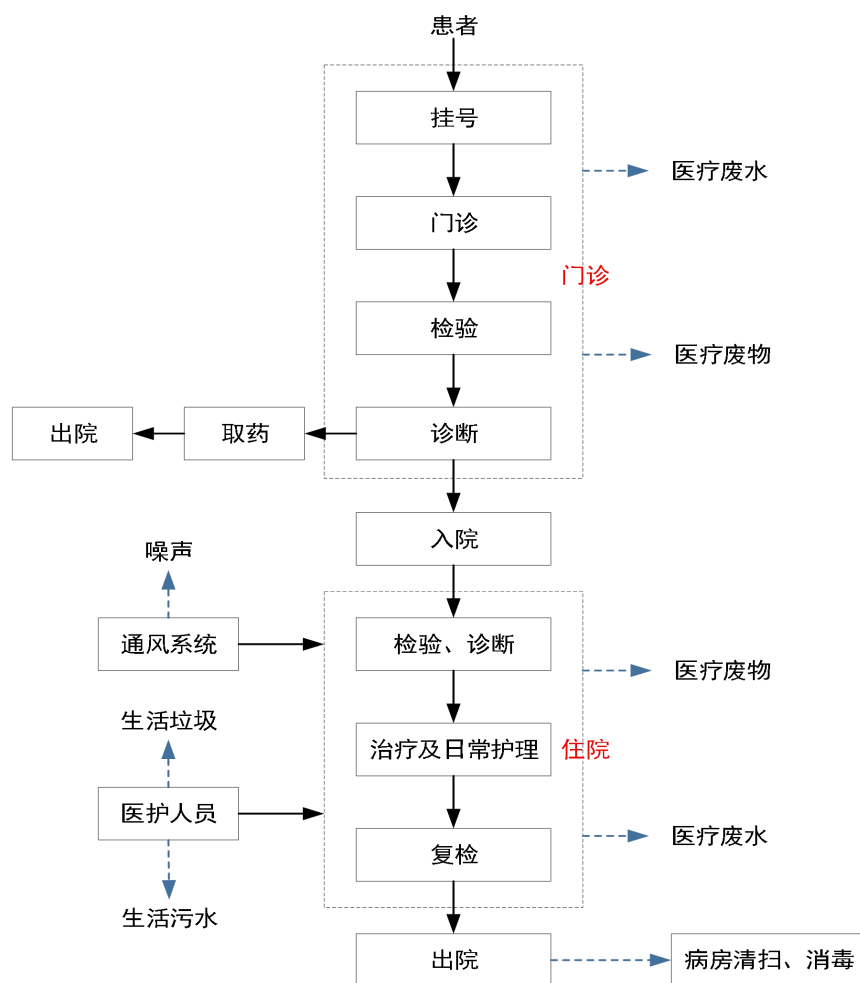 患者
挂号
医疗废水
门诊
门诊
检验
医疗废物
出院
取药
诊断
入院
噪声
通风系统
检验、诊断
医疗废物
生活垃圾
治疗及日常护理
住院
医护人员
复检
医疗废水
生活污水
出院
病房清扫、消毒